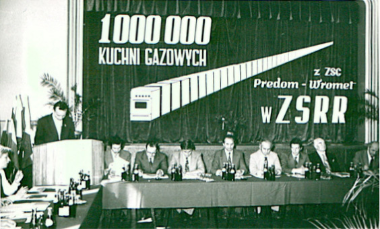 1 000 000
KUCHNI GAZOWYCH
z ZSC
Predom - Wromet
w ZSRR